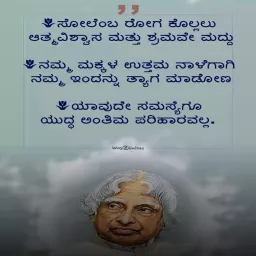 "
⚘ಸೋಲೆಂಬ ರೋಗ ಕೊಲ್ಲಲು
ಆತ್ಮವಿಶ್ವಾಸ ಮತ್ತು ಶ್ರಮವೇ ಮದ್ದು
⚘ನಮ್ಮ ಮಕ್ಕಳ ಉತ್ತಮ ನಾಳೆಗಾಗಿ
ನಮ್ಮ ಇಂದನ್ನು ತ್ಯಾಗ ಮಾಡೋಣ
⚘ಯಾವುದೇ ಸಮಸ್ಯೆಗೂ
ಯುದ್ಧ ಅಂತಿಮ ಪರಿಹಾರವಲ್ಲ.